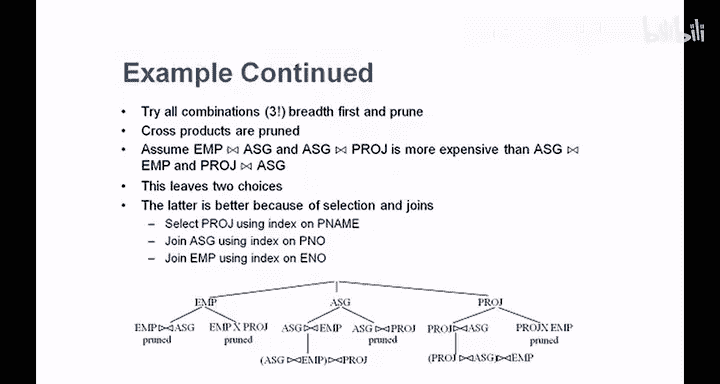 bilibili
Example Continued
• Try all combinations (3!) breadth first and prune
• Cross products are pruned
• Assume EMP ⋈ ASG and ASG ⋈ PROJ is more expensive than ASG ⋈
EMP and PROJ ⋈ ASG
• This leaves two choices
• The latter is better because of selection and joins
– Select PROJ using index on PNAME
– Join ASG using index on PNO
– Join EMP using index on ENO
EMP ASG PROJ
EMP⋈ASG EMP X PROJ ASG⋈EMP ASG⋈PROJ PROJ⋈ASG PROJX EMP
pruned pruned pruned pruned
(ASG ⋈EMP)⋈PROJ (PROJ ⋈ASG)⋈EMP